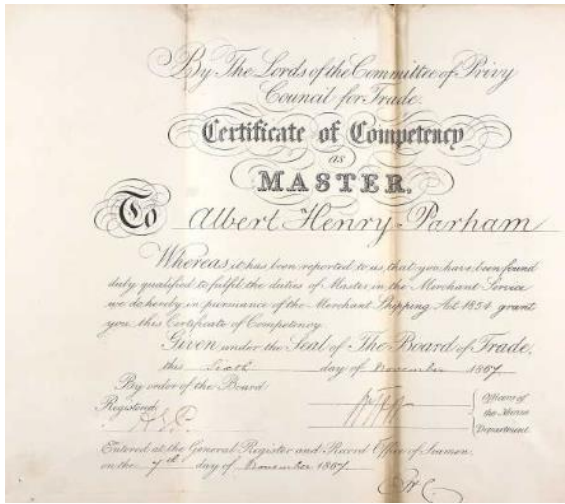 By The Lords of the Committee of Privy
Council for Trade.
Certificate of Competency
as
MASTER.
To Albert Henry Parham
Whereas it has been reported to us, that you have been found
duly qualified to fulfil the duties of Master in the Merchant Service
we do hereby in pursuance of the Merchant Shipping Act 1854 grant
you this Certificate of Competency
Given under the Seal of The Board of Trade,
this Sixth day of November 1867
By order of the Board.
Officers of
the Marine
Department
Registered
Entered at the General Register and Record Office of Seamen.
on the 7th day of November 1867